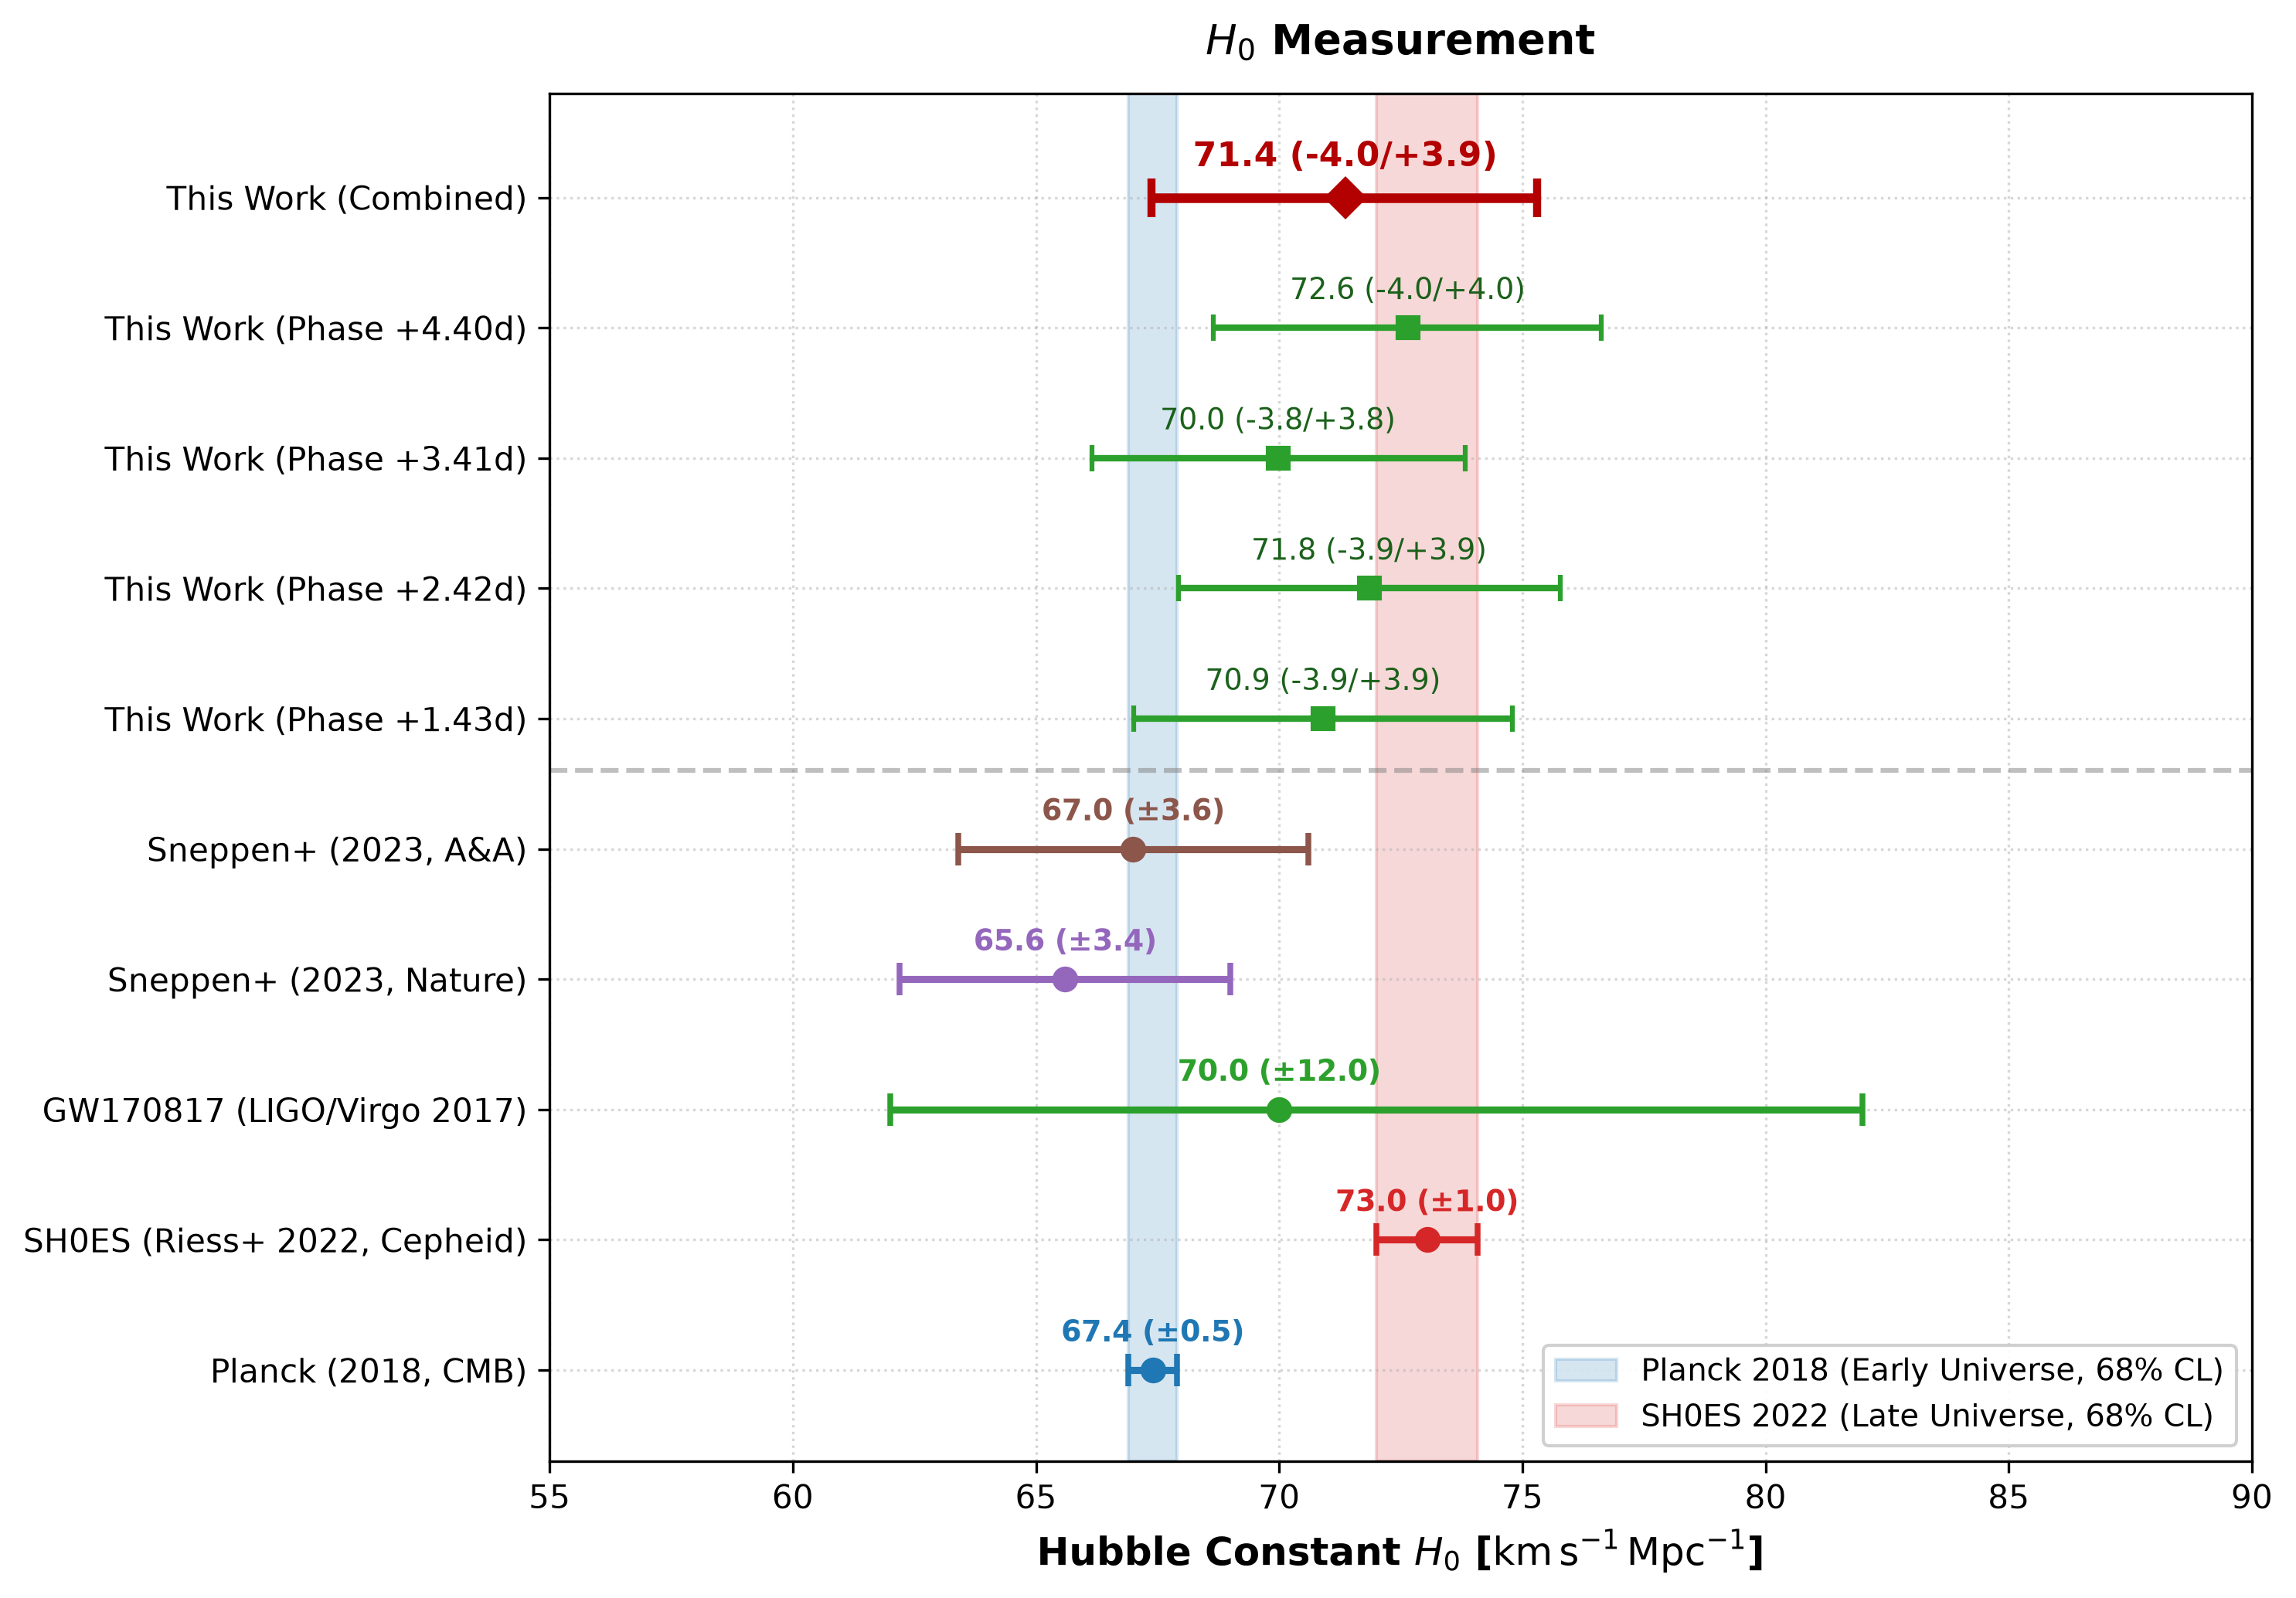 H₀ Measurement
71.4 (-4.0/+3.9)
This Work (Combined)
72.6 (-4.0/+4.0)
This Work (Phase +4.40d)
70.0 (-3.8/+3.8)
This Work (Phase +3.41d)
71.8 (-3.9/+3.9)
This Work (Phase +2.42d)
70.9 (-3.9/+3.9)
This Work (Phase +1.43d)
67.0 (±3.6)
Sneppen+ (2023, A&A)
65.6 (±3.4)
Sneppen+ (2023, Nature)
70.0 (±12.0)
GW170817 (LIGO/Virgo 2017)
73.0 (±1.0)
SH0ES (Riess+ 2022, Cepheid)
67.4 (±0.5)
Planck (2018, CMB)
Planck 2018 (Early Universe, 68% CL)
SH0ES 2022 (Late Universe, 68% CL)
55 60 65 70 75 80 85 90
Hubble Constant H₀ [km s⁻¹ Mpc⁻¹]